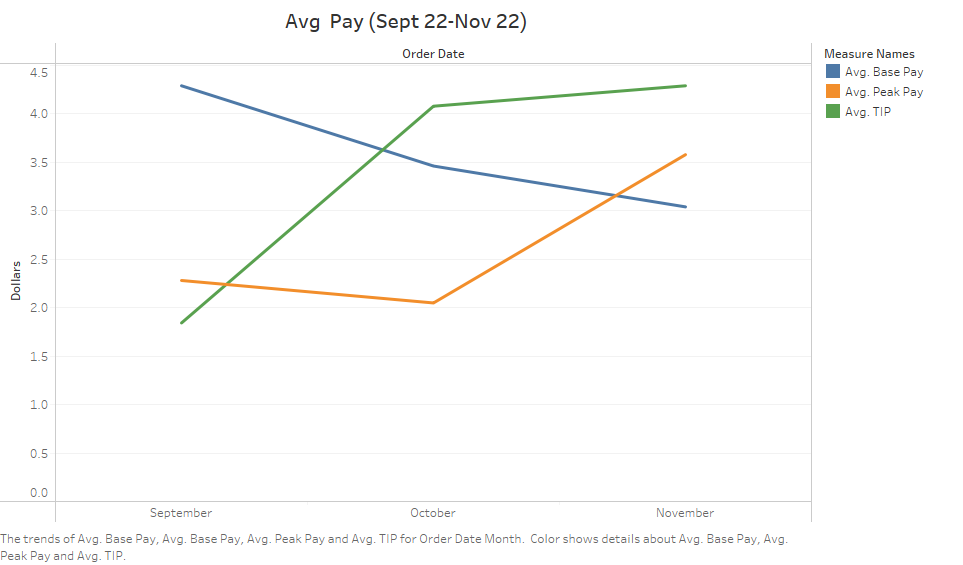 Avg  Pay (Sept 22-Nov 22)
Order Date
Measure Names
Avg. Base Pay
Avg. Peak Pay
Avg. TIP
4.5
4.0
3.5
3.0
2.5
2.0
1.5
1.0
0.5
0.0
Dollars
September
October
November
The trends of Avg. Base Pay, Avg. Base Pay, Avg. Peak Pay and Avg. TIP for Order Date Month.  Color shows details about Avg. Base Pay, Avg.
Peak Pay and Avg. TIP.